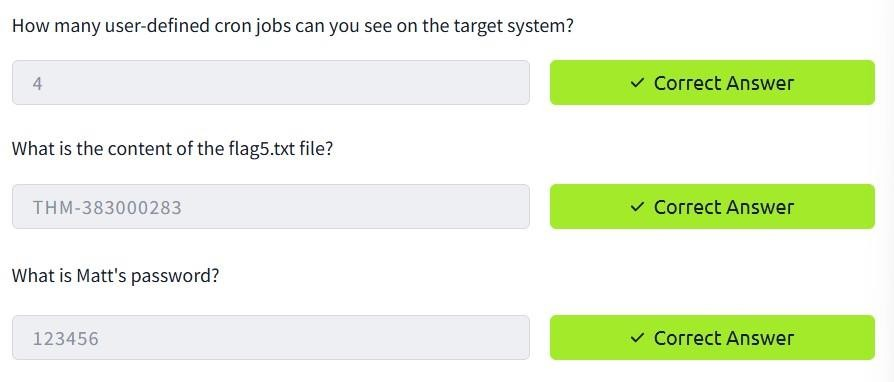 How many user-defined cron jobs can you see on the target system?
4
✓ Correct Answer
What is the content of the flag5.txt file?
THM-383000283
✓ Correct Answer
What is Matt's password?
123456
✓ Correct Answer